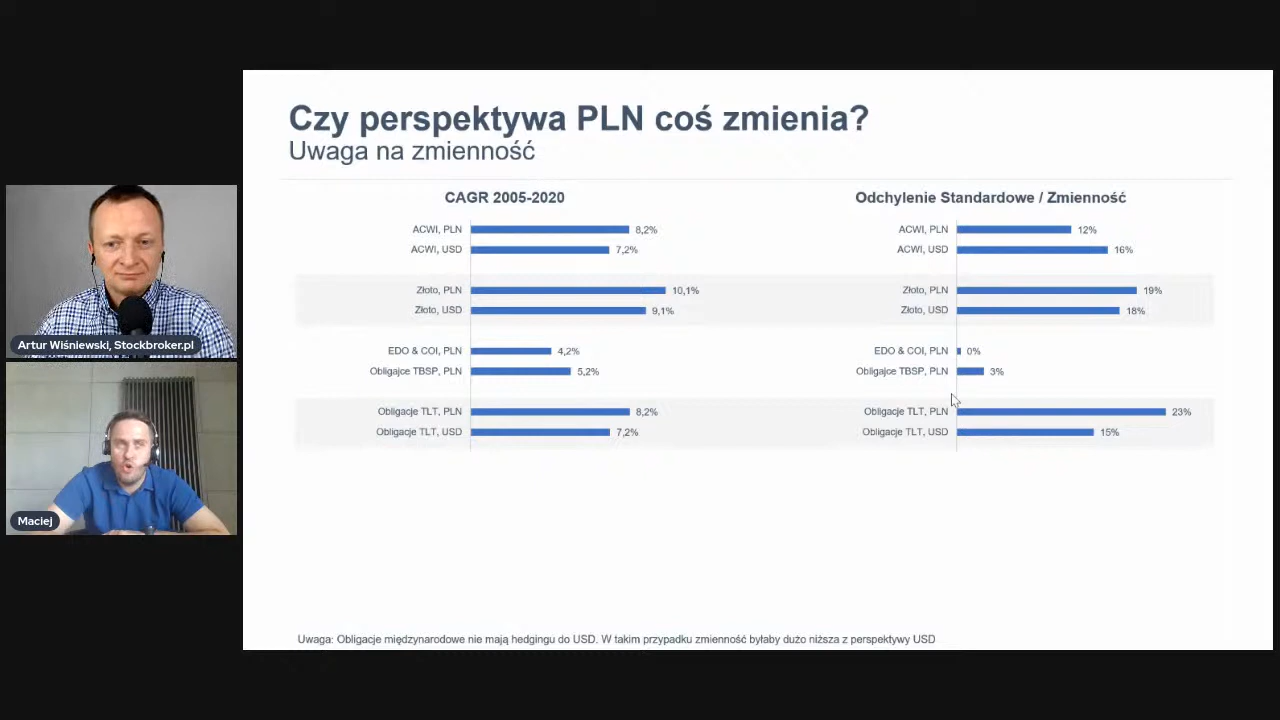 Czy perspektywa PLN coś zmienia?
Uwaga na zmienność
CAGR 2005-2020
ACWI, PLN 8,2%
ACWI, USD 7,2%
Złoto, PLN 10,1%
Złoto, USD 9,1%
EDO & COI, PLN 4,2%
Obligajce TBSP, PLN 5,2%
Obligacje TLT, PLN 8,2%
Obligacje TLT, USD 7,2%
Odchylenie Standardowe / Zmienność
ACWI, PLN 12%
ACWI, USD 16%
Złoto, PLN 19%
Złoto, USD 18%
EDO & COI, PLN 0%
Obligajce TBSP, PLN 3%
Obligacje TLT, PLN 23%
Obligacje TLT, USD 15%
Uwaga: Obligacje międzynarodowe nie mają hedgingu do USD. W takim przypadku zmienność byłaby dużo niższa z perspektywy USD
Artur Wiśniewski, Stockbroker.pl
Maciej